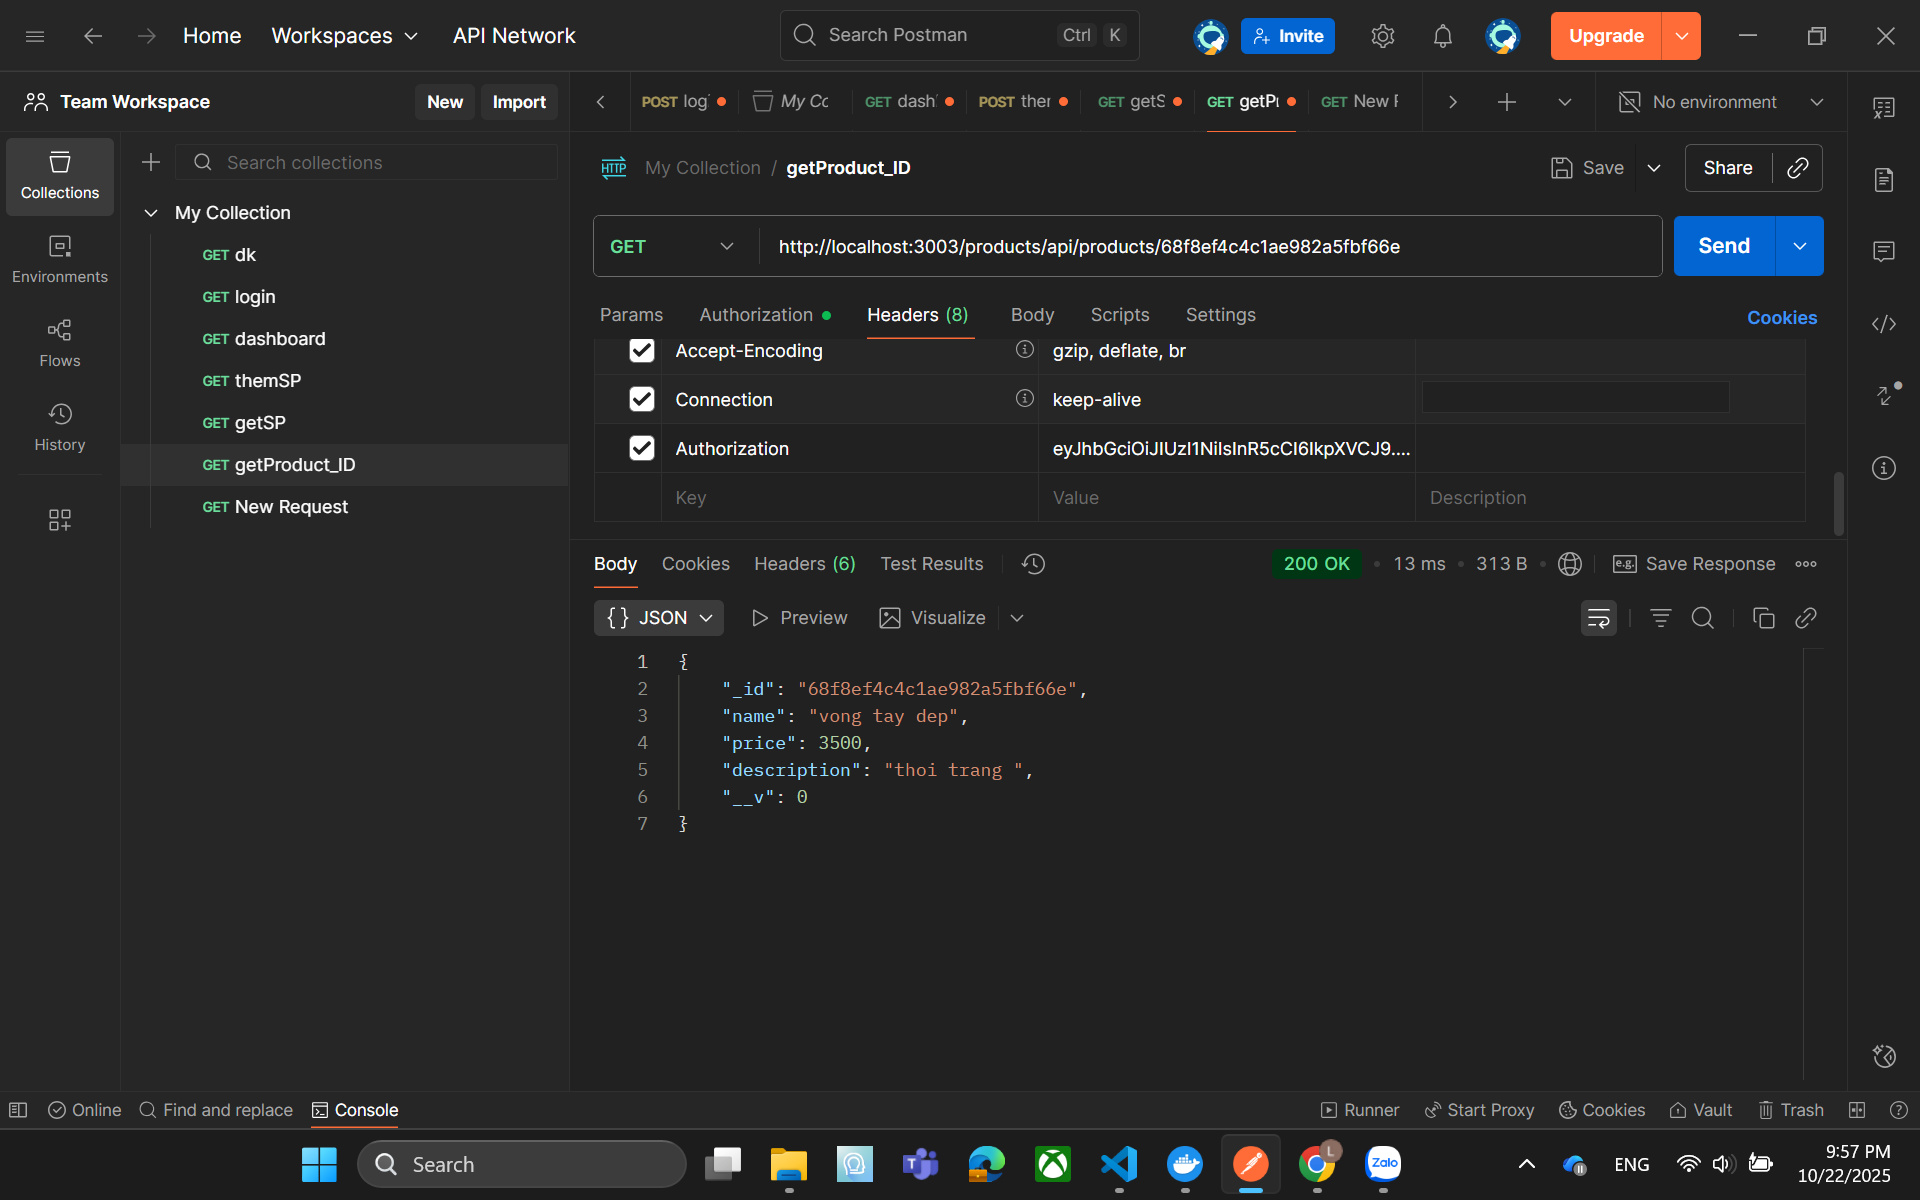 Home
Workspaces
API Network
Search Postman
Ctrl K
Invite
Upgrade
Team Workspace
New
Import
POST log
My Cc
GET dash
POST ther
GET getS
GET getPr
GET New F
No environment
Collections
Environments
Flows
History
Search collections
My Collection
GET dk
GET login
GET dashboard
GET themSP
GET getSP
GET getProduct_ID
GET New Request
HTTP
My Collection / getProduct_ID
Save
Share
GET
http://localhost:3003/products/api/products/68f8ef4c4c1ae982a5fbf66e
Send
Params
Authorization
Headers (8)
Body
Scripts
Settings
Cookies
Accept-Encoding
gzip, deflate, br
Connection
keep-alive
Authorization
eyJhbGciOiJIUzI1NiIsInR5cCI6IkpXVCJ9....
Key
Value
Description
Body
Cookies
Headers (6)
Test Results
200 OK
13 ms
313 B
e.g.
Save Response
{ } JSON
Preview
Visualize
1 {
2 "_id": "68f8ef4c4c1ae982a5fbf66e",
3 "name": "vong tay dep",
4 "price": 3500,
5 "description": "thoi trang ",
6 "__v": 0
7 }
Online
Find and replace
Console
Runner
Start Proxy
Cookies
Vault
Trash
Search
L
Zalo
ENG
9:57 PM
10/22/2025